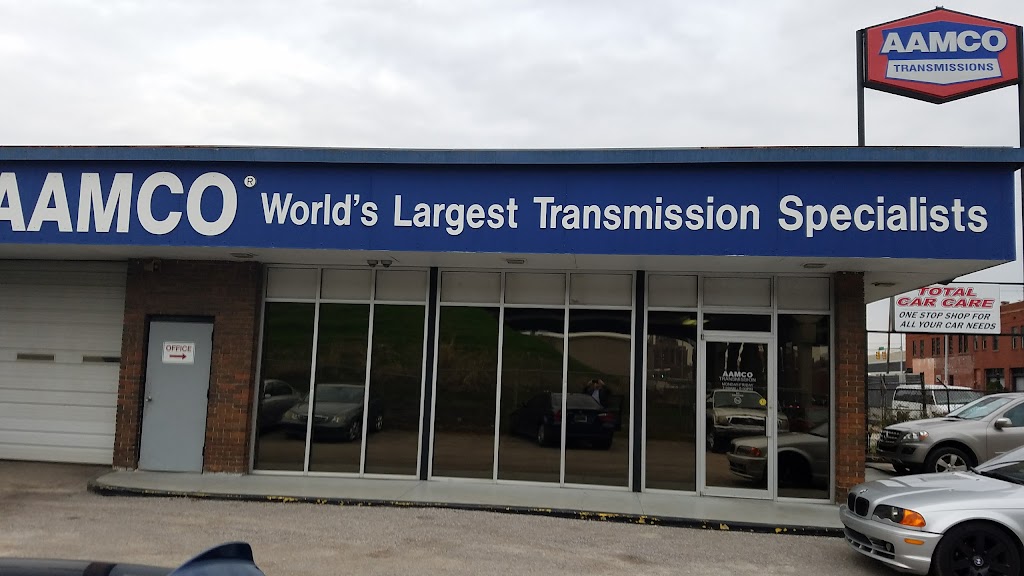 AAMCO
TRANSMISSIONS
AAMCO® World's Largest Transmission Specialists
TOTAL
CAR CARE
ONE STOP SHOP FOR
ALL YOUR CAR NEEDS
OFFICE
AAMCO
TRANSMISSION